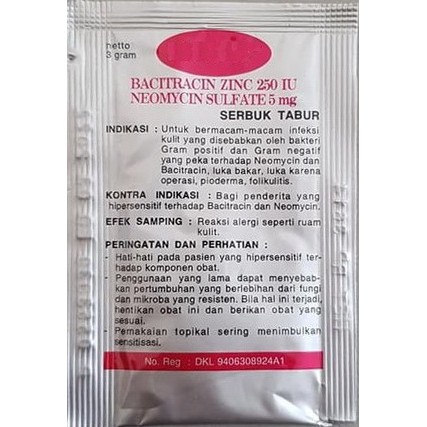 netto
3 gram
BACITRACIN ZINC 250 IU
NEOMYCIN SULFATE 5 mg
SERBUK TABUR
INDIKASI : Untuk bermacam-macam infeksi
kulit yang disebabkan oleh bakteri
Gram positif dan Gram negatif
yang peka terhadap Neomycin dan
Bacitracin, luka bakar, luka karena
operasi, pioderma, folikulitis.
KONTRA INDIKASI : Bagi penderita yang
hipersensitif terhadap Bacitracin dan Neomycin.
EFEK SAMPING : Reaksi alergi seperti ruam
kulit.
PERINGATAN DAN PERHATIAN :
- Hati-hati pada pasien yang hipersensitif ter-
hadap komponen obat.
- Penggunaan yang lama dapat menyebab-
kan pertumbuhan yang berlebihan dari fungi
dan mikroba yang resisten. Bila hal ini terjadi,
hentikan obat ini dan berikan obat yang
sesuai.
- Pemakaian topikal sering menimbulkan
sensitisasi.
No. Reg : DKL 9406308924A1